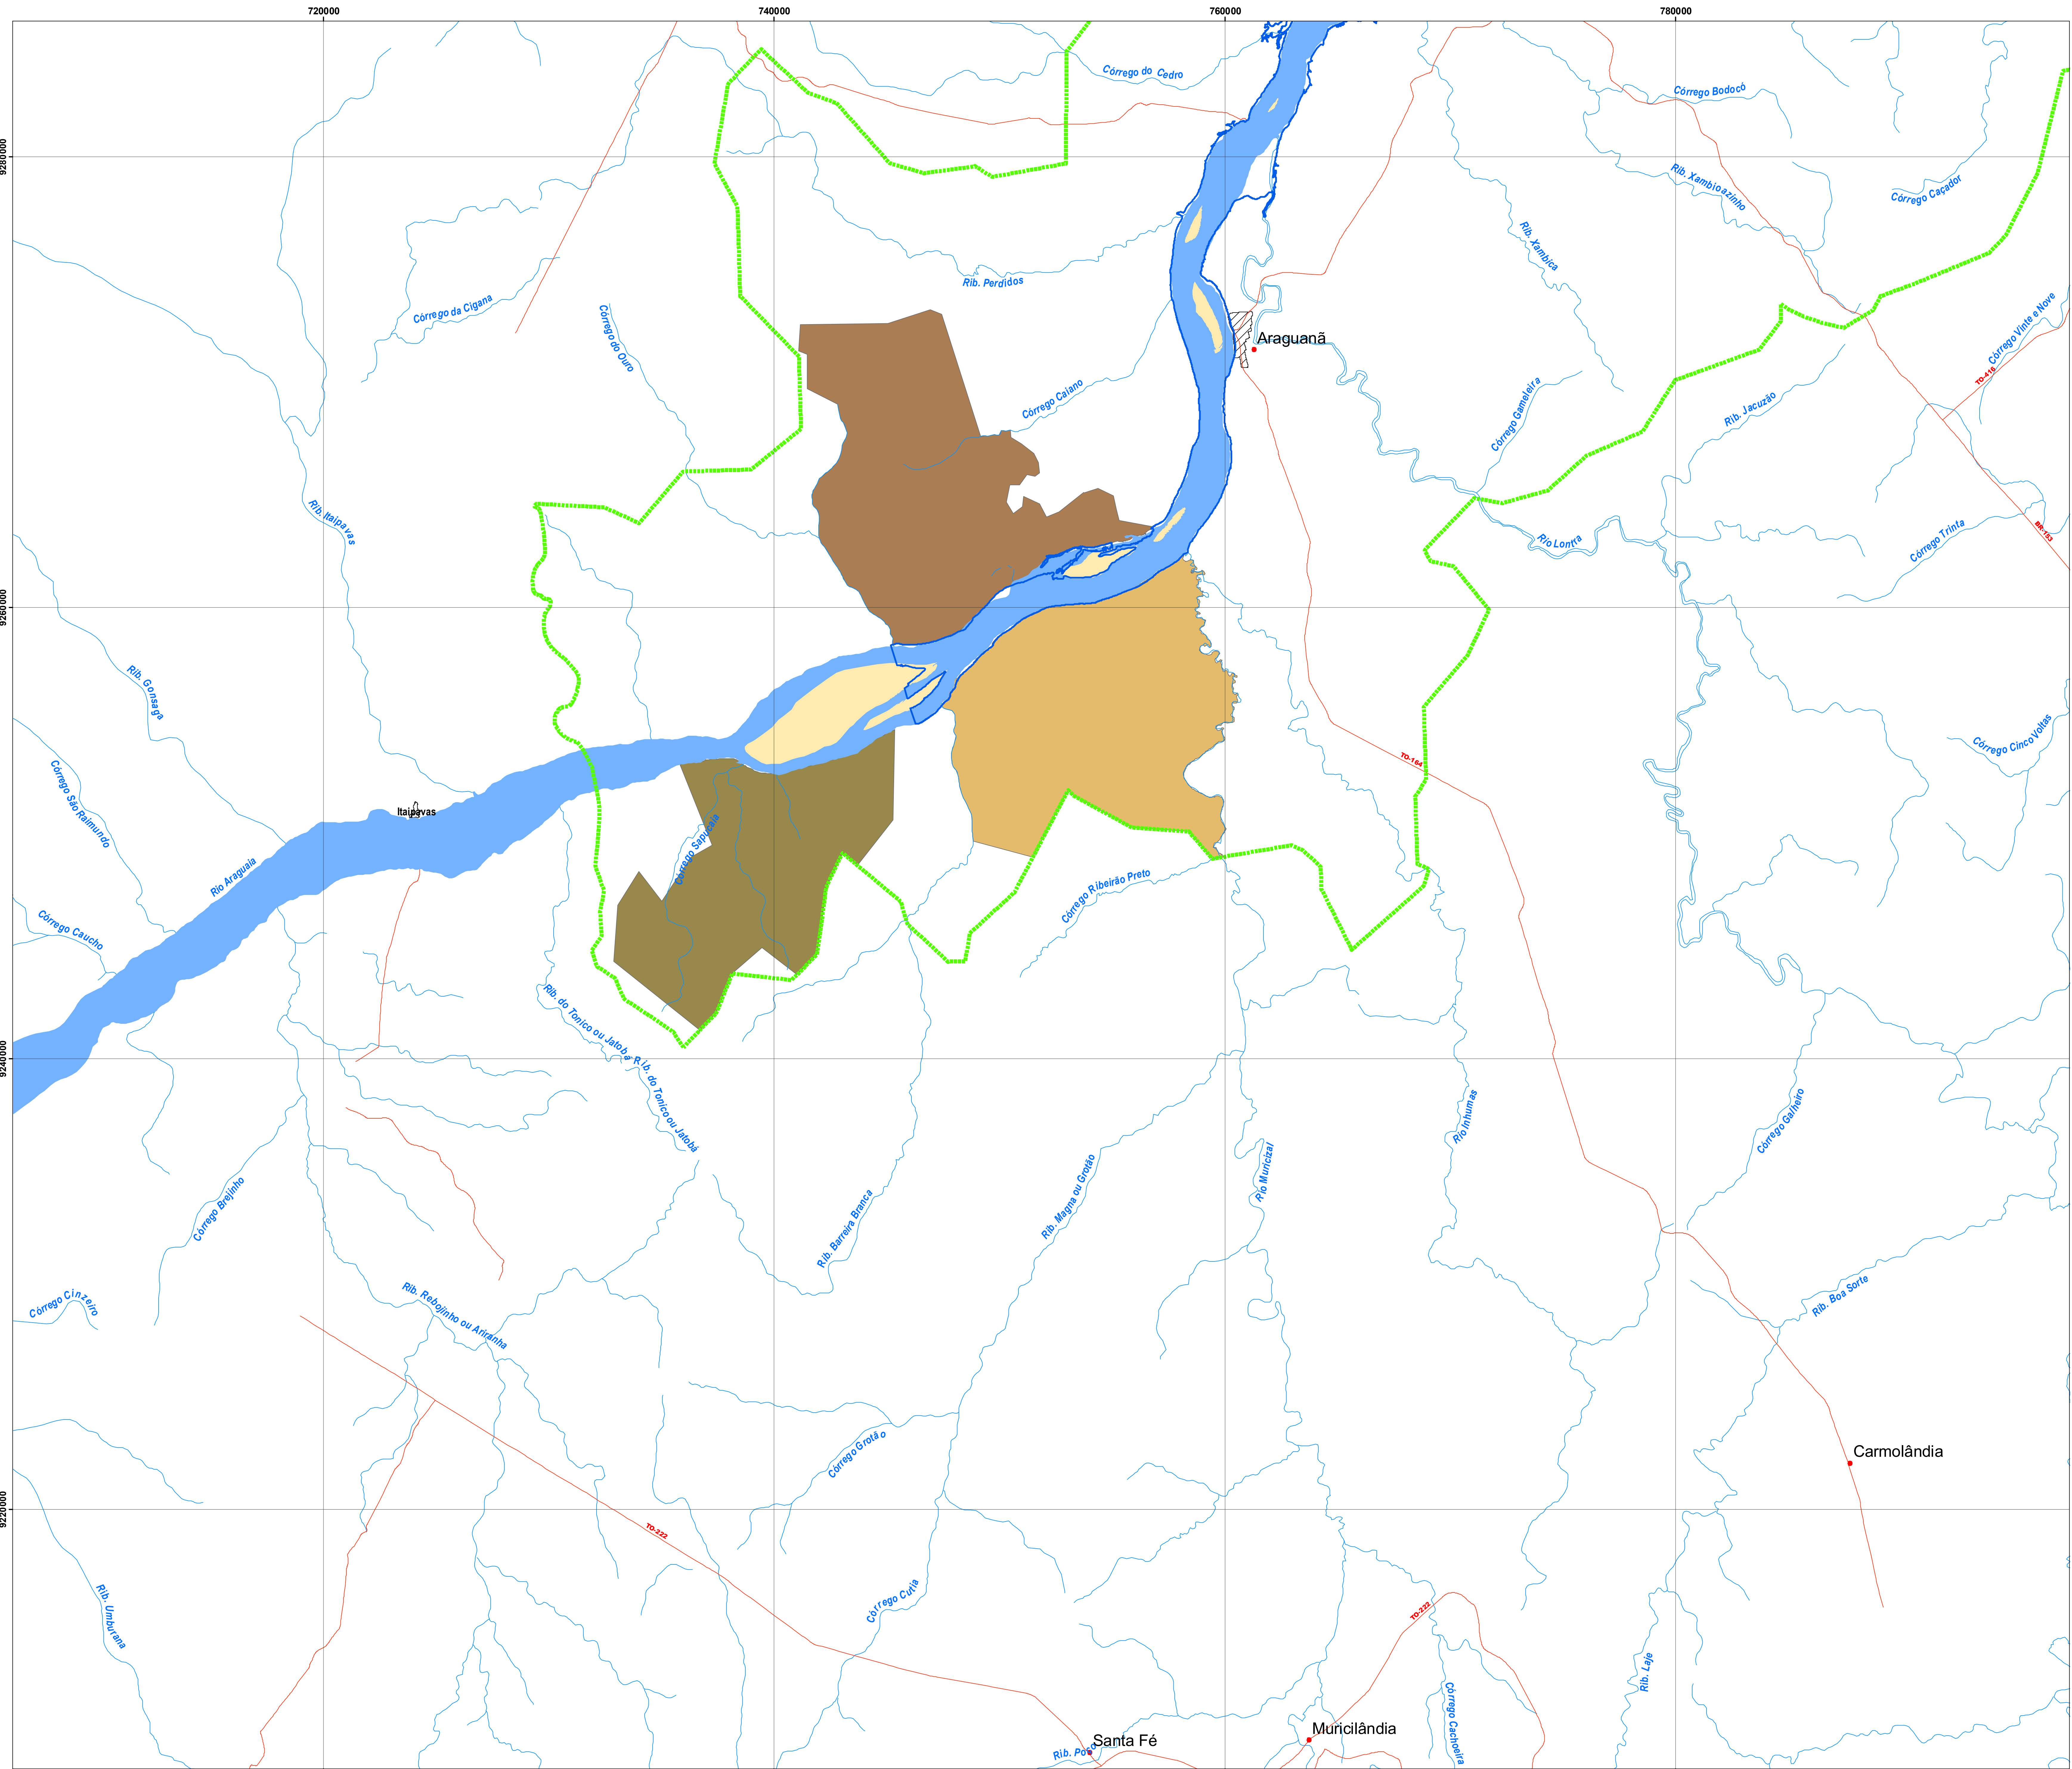 720000
740000
760000
780000
Córrego do Cedro
Córrego Bodocó
9280000
Rib. Xambioazinho
Córrego Caçador
Rib. Xambica
Rib. Perdidos
Córrego da Cigana
Córrego do Ouro
Córrego Vinte e Nove
Araguanã
TO-416
Córrego Caiano
Córrego Gameleira
Rib. Jacuzão
Rib. Itaipavas
Rio Lontra
Córrego Trinta
BR-153
9260000
Rib. Gonsaga
Córrego Cinco Voltas
TO-164
Córrego São Raimundo
Itaipavas
Córrego Sapucaia
Rio Araguaia
Córrego Ribeirão Preto
Córrego Caucho
Rib. do Tonico ou Jatobá
Rib. do Tonico ou Jatobá
9240000
Rio Inhumas
Córrego Galheiro
Rio Muricizal
Rib. Magna ou Grotão
Córrego Brejinho
Rib. Barreira Branca
Córrego Cinzeiro
Rib. Rebojinho ou Ariranha
Rib. Boa Sorte
Córrego Grotão
Carmolândia
9220000
TO-222
Córrego Cutia
TO-222
Rib. Umburana
Rib. Laje
Córrego Cachoeira
Muricilândia
Santa Fé
Rib. Poco